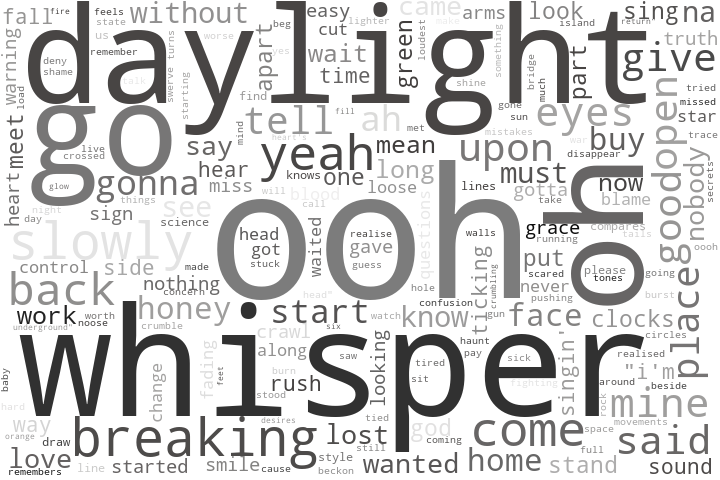 fall fire feels state us without easy cut lighter came make loudest arms look island return sing na
daylight
deny shame remember beg yes wait time apart green something bridge shine much part truth give
warning load meet swerve turns starting find tell ah eyes gone sun buy tried missed star trace
go
live crossed glow talk say hear miss mind yeah fill met mean mistakes upon war disappear must now open good nobody secrets
heart night day gonna things sign science see knows one heart's long loose lines gotta take blame
will blood call
slowly
ooh
oh
head got stuck waited realise gave guess questions walls crumbling ticking grace running scared compares tails oooh
control side made concern nothing head" hole confusion gun put never pushing please tones going burst place
back
work underground worth noose crumble honey start six watch know haunt pay face clocks circles
whisper
baby hard change fading feet crawl along burn rush saw looking tired sit sick fighting singin' rock around realised "i'm beside
way orange draw breaking stood desires lost tied god still coming come space movements mine said full
love remembers line started smile cause style beckon wanted home stand sound